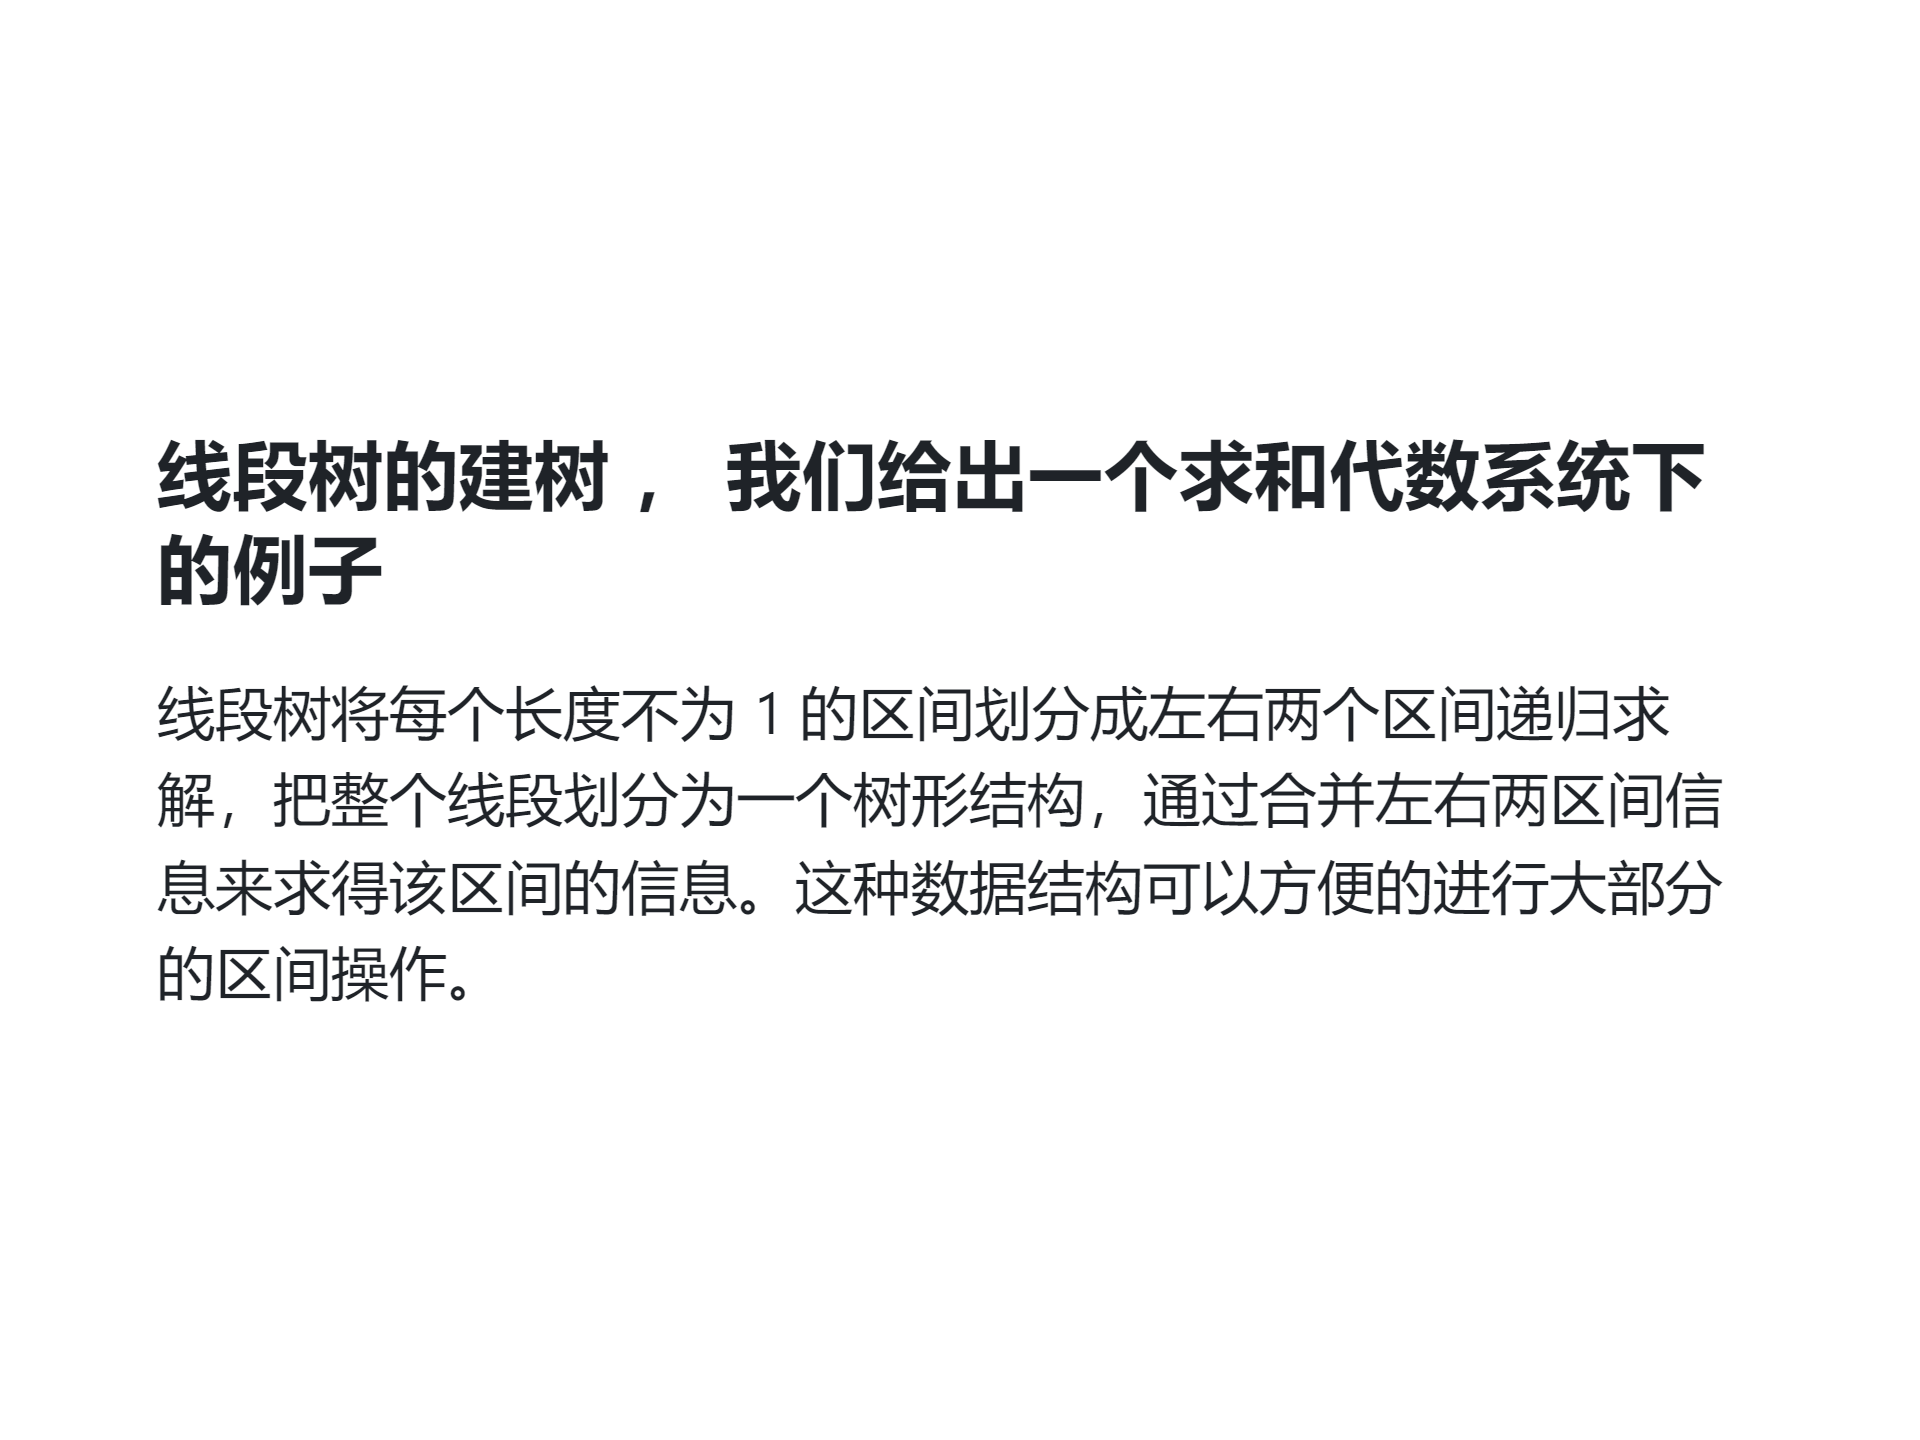 线段树的建树， 我们给出一个求和代数系统下
的例子
线段树将每个长度不为 1 的区间划分成左右两个区间递归求
解，把整个线段划分为一个树形结构，通过合并左右两区间信
息来求得该区间的信息。这种数据结构可以方便的进行大部分
的区间操作。